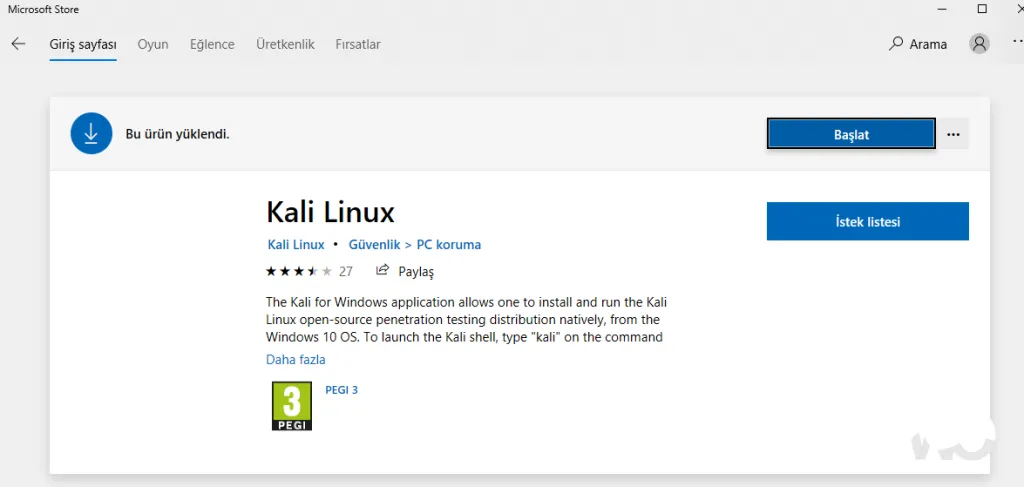 Microsoft Store
Giriş sayfası Oyun Eğlence Üretkenlik Fırsatlar Arama
Bu ürün yüklendi. Başlat
Kali Linux
İstek listesi
Kali Linux • Güvenlik > PC koruma
27 Paylaş
The Kali for Windows application allows one to install and run the Kali
Linux open-source penetration testing distribution natively, from the
Windows 10 OS. To launch the Kali shell, type "kali" on the command
Daha fazla
3 PEGI 3
PEGI